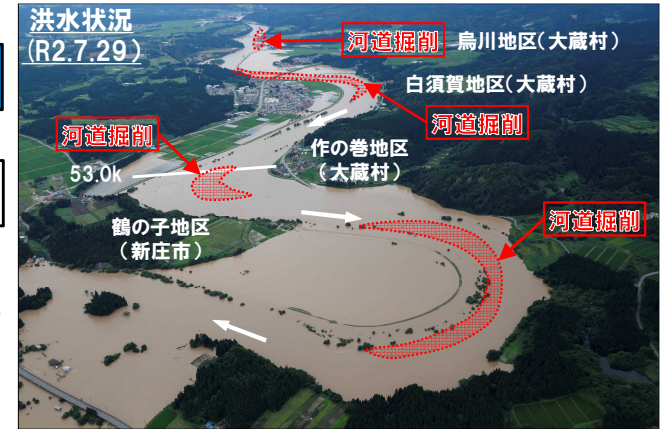 洪水状況
(R2.7.29)
河道掘削
烏川地区(大蔵村)
白須賀地区(大蔵村)
河道掘削
河道掘削
作の巻地区
(大蔵村)
53.0k
河道掘削
鶴の子地区
(新庄市)